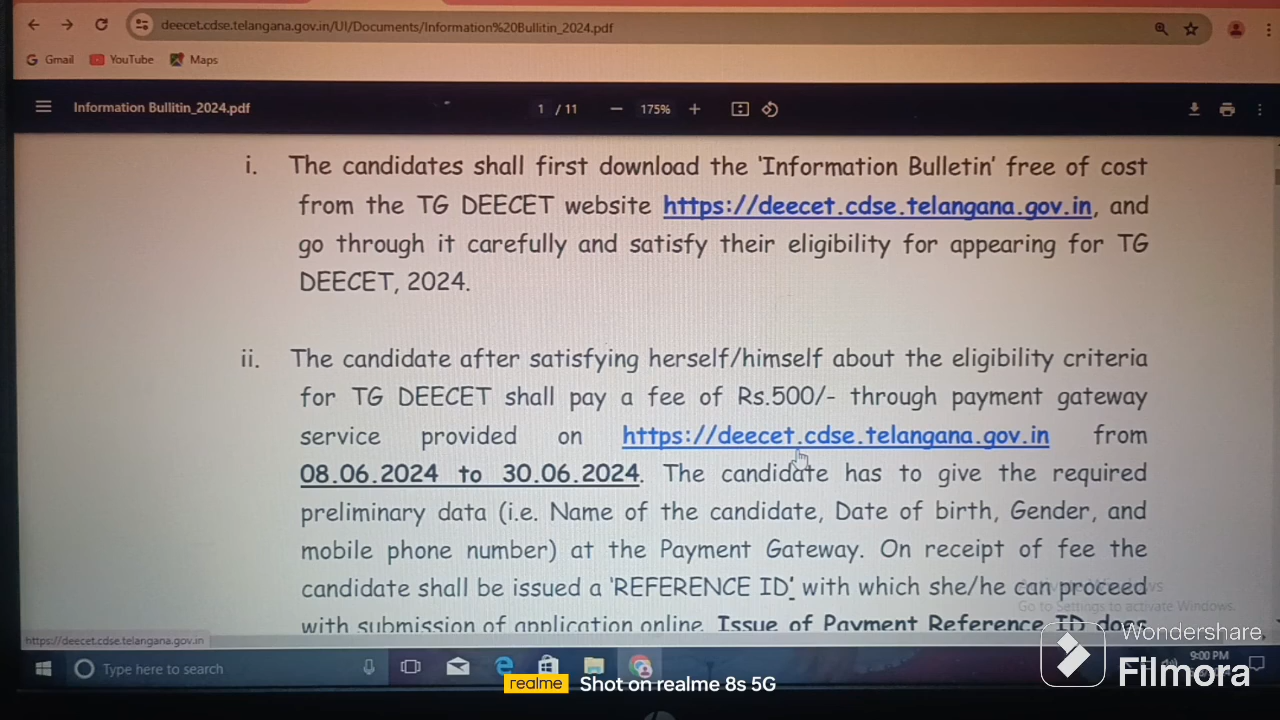 deecet.cdse.telangana.gov.in/UI/Documents/Information%20Bullitin_2024.pdf
Gmail YouTube Maps
Information Bullitin_2024.pdf 1 / 11 175%
i. The candidates shall first download the 'Information Bulletin' free of cost
from the TG DEECET website https://deecet.cdse.telangana.gov.in, and
go through it carefully and satisfy their eligibility for appearing for TG
DEECET, 2024.
ii. The candidate after satisfying herself/himself about the eligibility criteria
for TG DEECET shall pay a fee of Rs.500/- through payment gateway
service provided on https://deecet.cdse.telangana.gov.in from
08.06.2024 to 30.06.2024. The candidate has to give the required
preliminary data (i.e. Name of the candidate, Date of birth, Gender, and
mobile phone number) at the Payment Gateway. On receipt of fee the
candidate shall be issued a 'REFERENCE ID' with which she/he can proceed
with submission of application online. Issue of Payment Reference ID does
Activate Windows
Go to Settings to activate Windows.
https://deecet.cdse.telangana.gov.in
Type here to search
9:00 PM
Wondershare
Filmora
realme Shot on realme 8s 5G